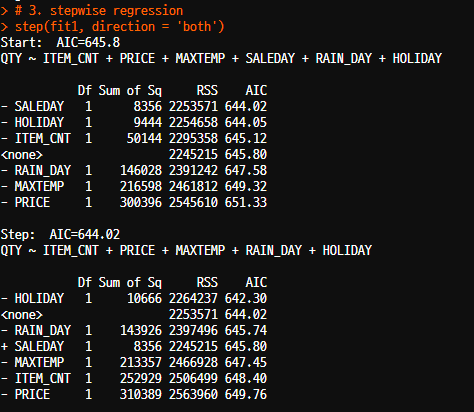 > # 3. stepwise regression
> step(fit1, direction = 'both')
Start:  AIC=645.8
QTY ~ ITEM_CNT + PRICE + MAXTEMP + SALEDAY + RAIN_DAY + HOLIDAY

           Df Sum of Sq     RSS    AIC
- SALEDAY   1      8356 2253571 644.02
- HOLIDAY   1      9444 2254658 644.05
- ITEM_CNT  1     50144 2295358 645.12
<none>                  2245215 645.80
- RAIN_DAY  1    146028 2391242 647.58
- MAXTEMP   1    216598 2461812 649.32
- PRICE     1    300396 2545610 651.33

Step:  AIC=644.02
QTY ~ ITEM_CNT + PRICE + MAXTEMP + RAIN_DAY + HOLIDAY

           Df Sum of Sq     RSS    AIC
- HOLIDAY   1     10666 2264237 642.30
<none>                  2253571 644.02
- RAIN_DAY  1    143926 2397496 645.74
+ SALEDAY   1      8356 2245215 645.80
- MAXTEMP   1    213357 2466928 647.45
- ITEM_CNT  1    252929 2506499 648.40
- PRICE     1    310389 2563960 649.76